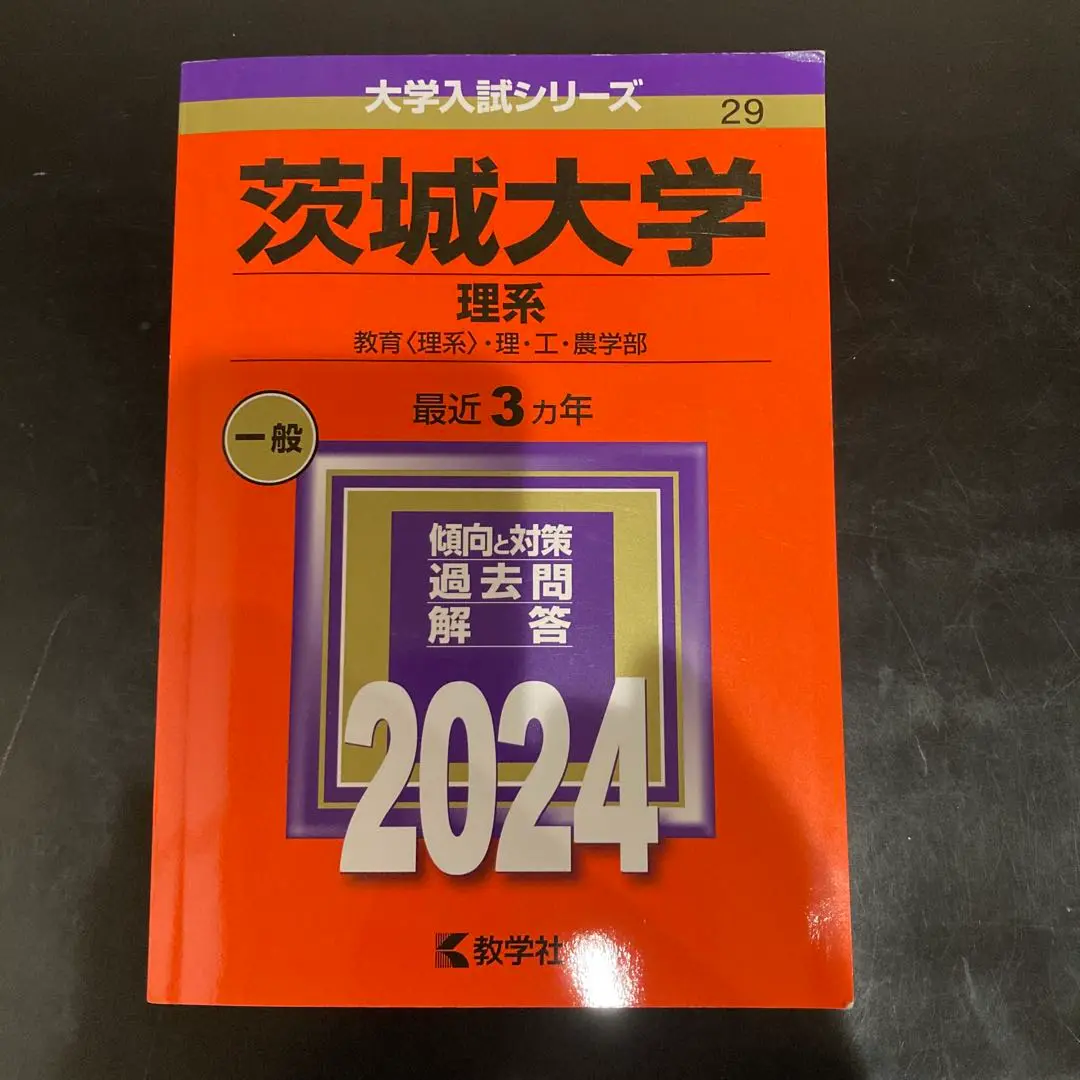 大学入試シリーズ
29
茨城大学
理系
教育〈理系〉・理・工・農学部
最近3カ年
一般
傾向と対策
過去問
解答
2024
教学社